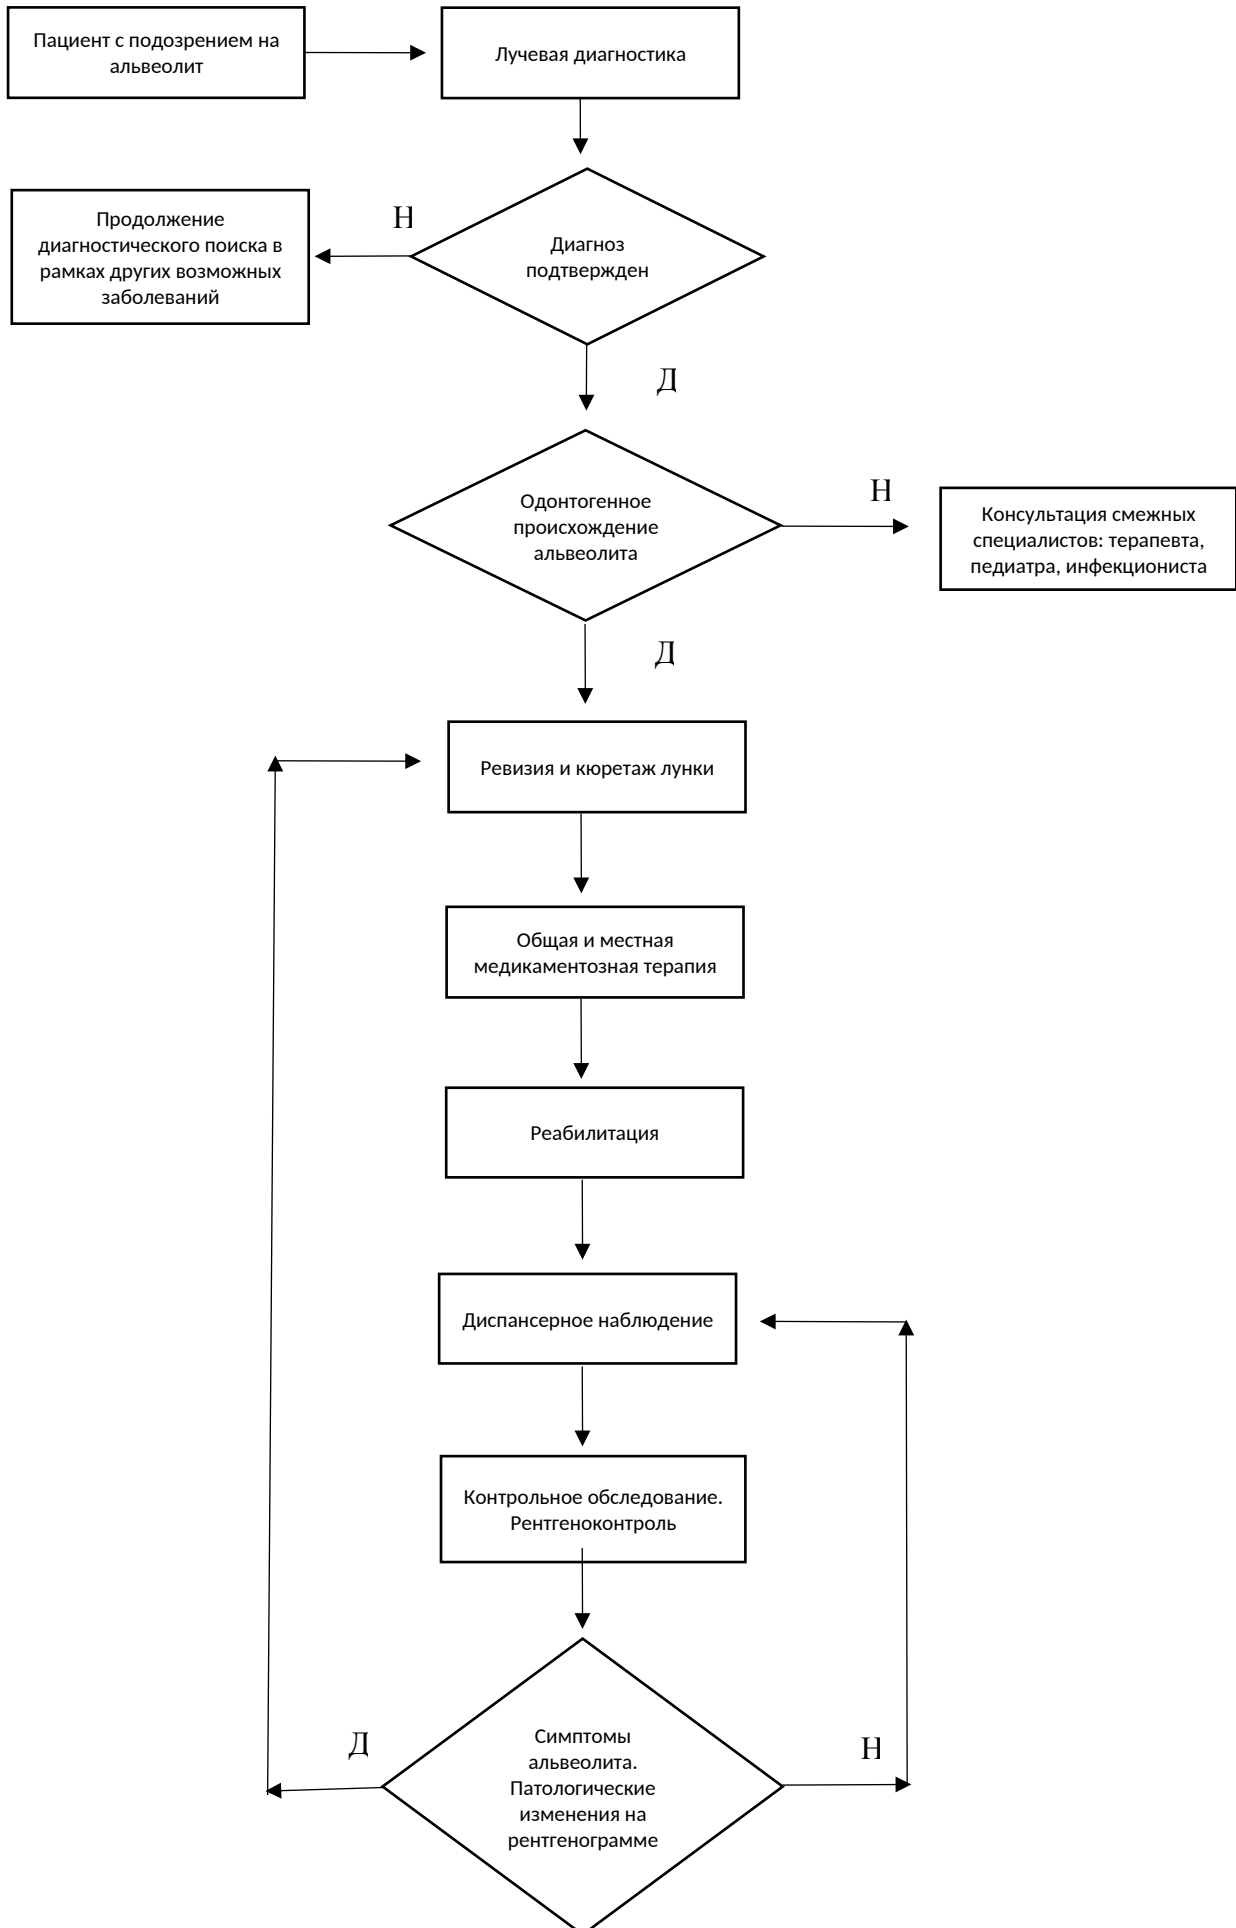 Пациент с подозрением на
альвеолит
Лучевая диагностика
Н
Продолжение
диагностического поиска в
рамках других возможных
заболеваний
Диагноз
подтвержден
Д
Одонтогенное
происхождение
альвеолита
Н
Консультация смежных
специалистов: терапевта,
педиатра, инфекциониста
Д
Ревизия и кюретаж лунки
Общая и местная
медикаментозная терапия
Реабилитация
Диспансерное наблюдение
Контрольное обследование.
Рентгеноконтроль
Д
Симптомы
альвеолита.
Патологические
изменения на
рентгенограмме
Н